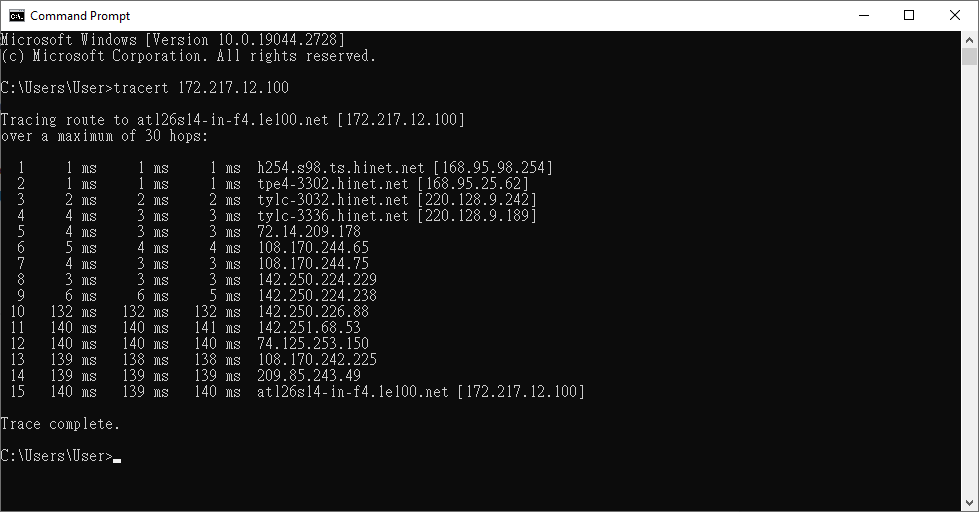 Command Prompt
Microsoft Windows [Version 10.0.19044.2728]
(c) Microsoft Corporation. All rights reserved.
C:\Users\User>tracert 172.217.12.100
Tracing route to atl26s14-in-f4.1e100.net [172.217.12.100]
over a maximum of 30 hops:
1 1 ms 1 ms 1 ms h254.s98.ts.hinet.net [168.95.98.254]
2 1 ms 1 ms 1 ms tpe4-3302.hinet.net [168.95.25.62]
3 2 ms 2 ms 2 ms tylc-3032.hinet.net [220.128.9.242]
4 4 ms 3 ms 3 ms tylc-3336.hinet.net [220.128.9.189]
5 4 ms 3 ms 3 ms 72.14.209.178
6 5 ms 4 ms 4 ms 108.170.244.65
7 4 ms 3 ms 3 ms 108.170.244.75
8 3 ms 3 ms 3 ms 142.250.224.229
9 6 ms 6 ms 5 ms 142.250.224.238
10 132 ms 132 ms 132 ms 142.250.226.88
11 140 ms 140 ms 141 ms 142.251.68.53
12 140 ms 140 ms 140 ms 74.125.253.150
13 139 ms 138 ms 138 ms 108.170.242.225
14 139 ms 139 ms 139 ms 209.85.243.49
15 140 ms 139 ms 140 ms atl26s14-in-f4.1e100.net [172.217.12.100]
Trace complete.
C:\Users\User>